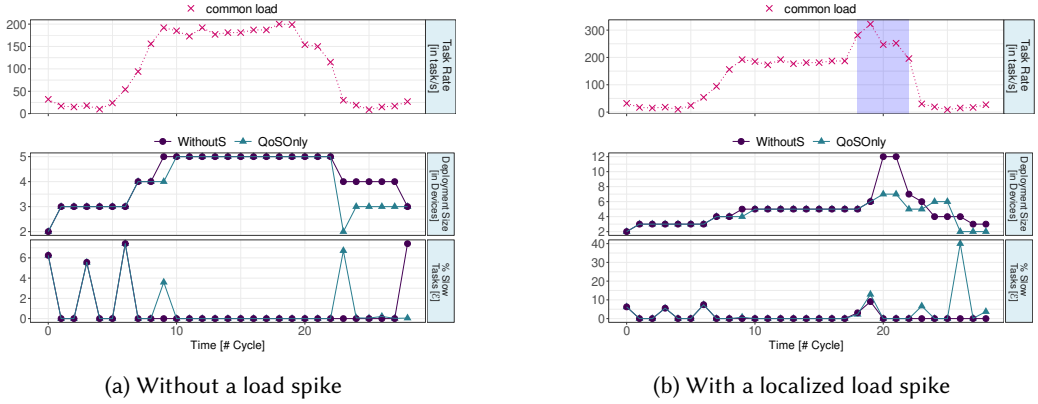 common load
200
150
100
50
0
Task Rate
[in task/s]
WithoutS QoSOnly
5
4
3
2
Deployment Size
[in Devices]
6
4
2
0
% Slow
Tasks [ℰ]
0 10 20
Time [# Cycle]
(a) Without a load spike
common load
300
200
100
0
Task Rate
[in task/s]
WithoutS QoSOnly
12
10
8
6
4
2
Deployment Size
[in Devices]
40
30
20
10
0
% Slow
Tasks [ℰ]
0 10 20
Time [# Cycle]
(b) With a localized load spike